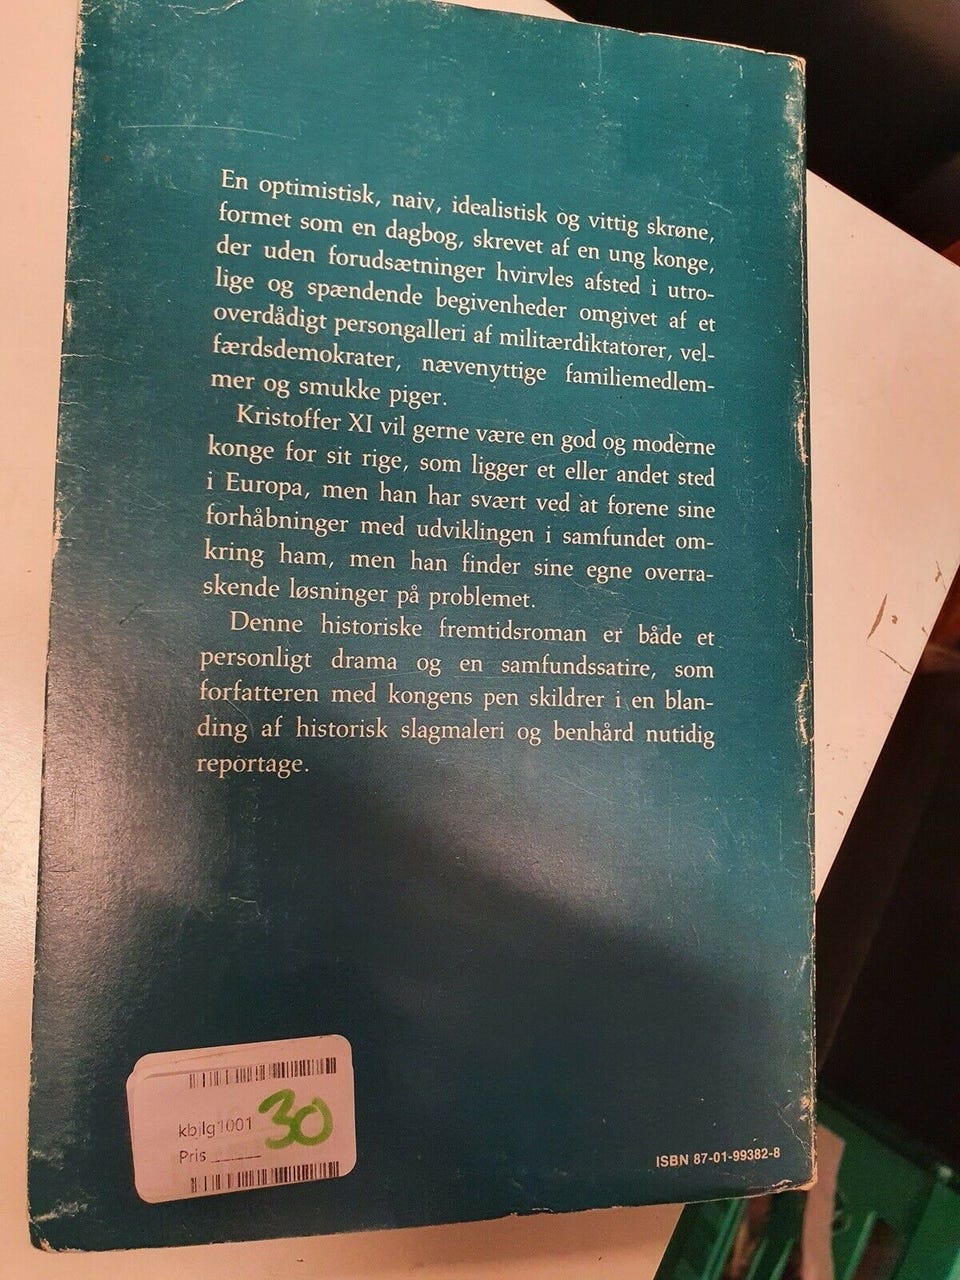 En optimistisk, naiv, idealistisk og vittig skrøne,
formet som en dagbog, skrevet af en ung konge,
der uden forudsætninger hvirvles afsted i utro-
lige og spændende begivenheder omgivet af et
overdådigt persongalleri af militærdiktatorer, vel-
færdsdemokrater, nævenyttige familiemedlem-
mer og smukke piger.
Kristoffer XI vil gerne være en god og moderne
konge for sit rige, som ligger et eller andet sted
i Europa, men han har svært ved at forene sine
forhåbninger med udviklingen i samfundet om-
kring ham, men han finder sine egne overra-
skende løsninger på problemet.
Denne historiske fremtidsroman er både et
personligt drama og en samfundssatire, som
forfatteren med kongens pen skildrer i en blan-
ding af historisk slagmaleri og benhård nutidig
reportage.
kbjlg1001
30
Pris
ISBN 87-01-99382-8